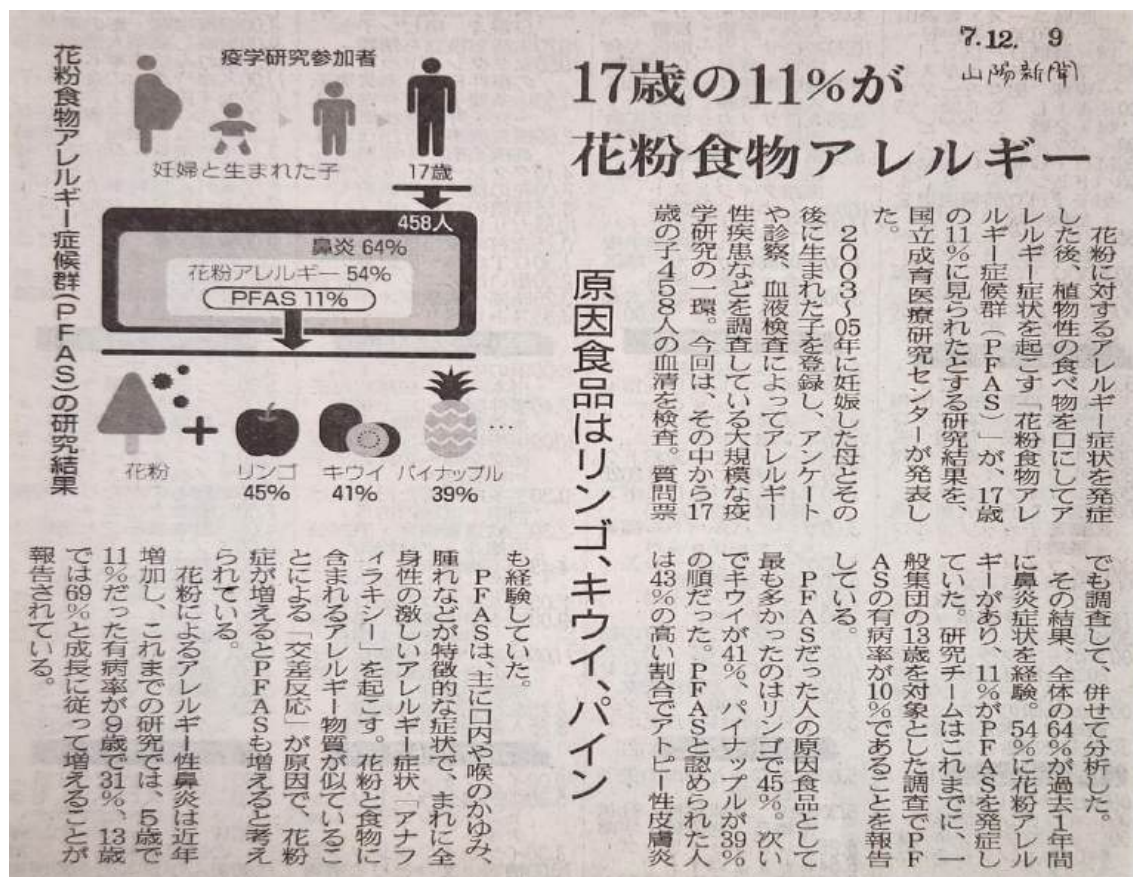 7.12. 9
山陽新聞
17歳の11%が
花粉食物アレルギー
原因食品はリンゴ、キウイ、パイン
花粉に対するアレルギー症状を発症
した後、植物性の食べ物を口にしてア
レルギー症状を起こす「花粉食物アレ
ルギー症候群(PFAS)」が、17歳
の11%に見られたとする研究結果を、
国立成育医療研究センターが発表し
た。
2003〜05年に妊娠した母とその
後に生まれた子を登録し、アンケート
や診察、血液検査によってアレルギー
性疾患などを調査している大規模な疫
学研究の一環。今回は、その中から17
歳の子458人の血清を検査。質問票
でも調査して、併せて分析した。
その結果、全体の64%が過去1年間
に鼻炎症状を経験。54%に花粉アレル
ギーがあり、11%がPFASを発症し
ていた。研究チームはこれまでに、一
般集団の13歳を対象とした調査でPF
ASの有病率が10%であることを報告
している。
PFASだった人の原因食品として
最も多かったのはリンゴで45%。次い
でキウイが41%、パイナップルが39%
の順だった。PFASと認められた人
は43%の高い割合でアトピー性皮膚炎
も経験していた。
PFASは、主に口内や喉のかゆみ、
腫れなどが特徴的な症状で、まれに全
身性の激しいアレルギー症状「アナフ
ィラキシー」を起こす。花粉と食物に
含まれるアレルギー物質が似ているこ
とによる「交差反応」が原因で、花粉
症が増えるとPFASも増えると考え
られている。
花粉によるアレルギー性鼻炎は近年
増加し、これまでの研究では、5歳で
11%だった有病率が9歳で31%、13歳
では69%と成長に従って増えることが
報告されている。
花粉食物アレルギー症候群(PFAS)の研究結果
疫学研究参加者
妊婦と生まれた子
17歳
458人
鼻炎 64%
花粉アレルギー 54%
PFAS 11%
花粉
+
リンゴ
45%
キウイ
41%
パイナップル
39%
…